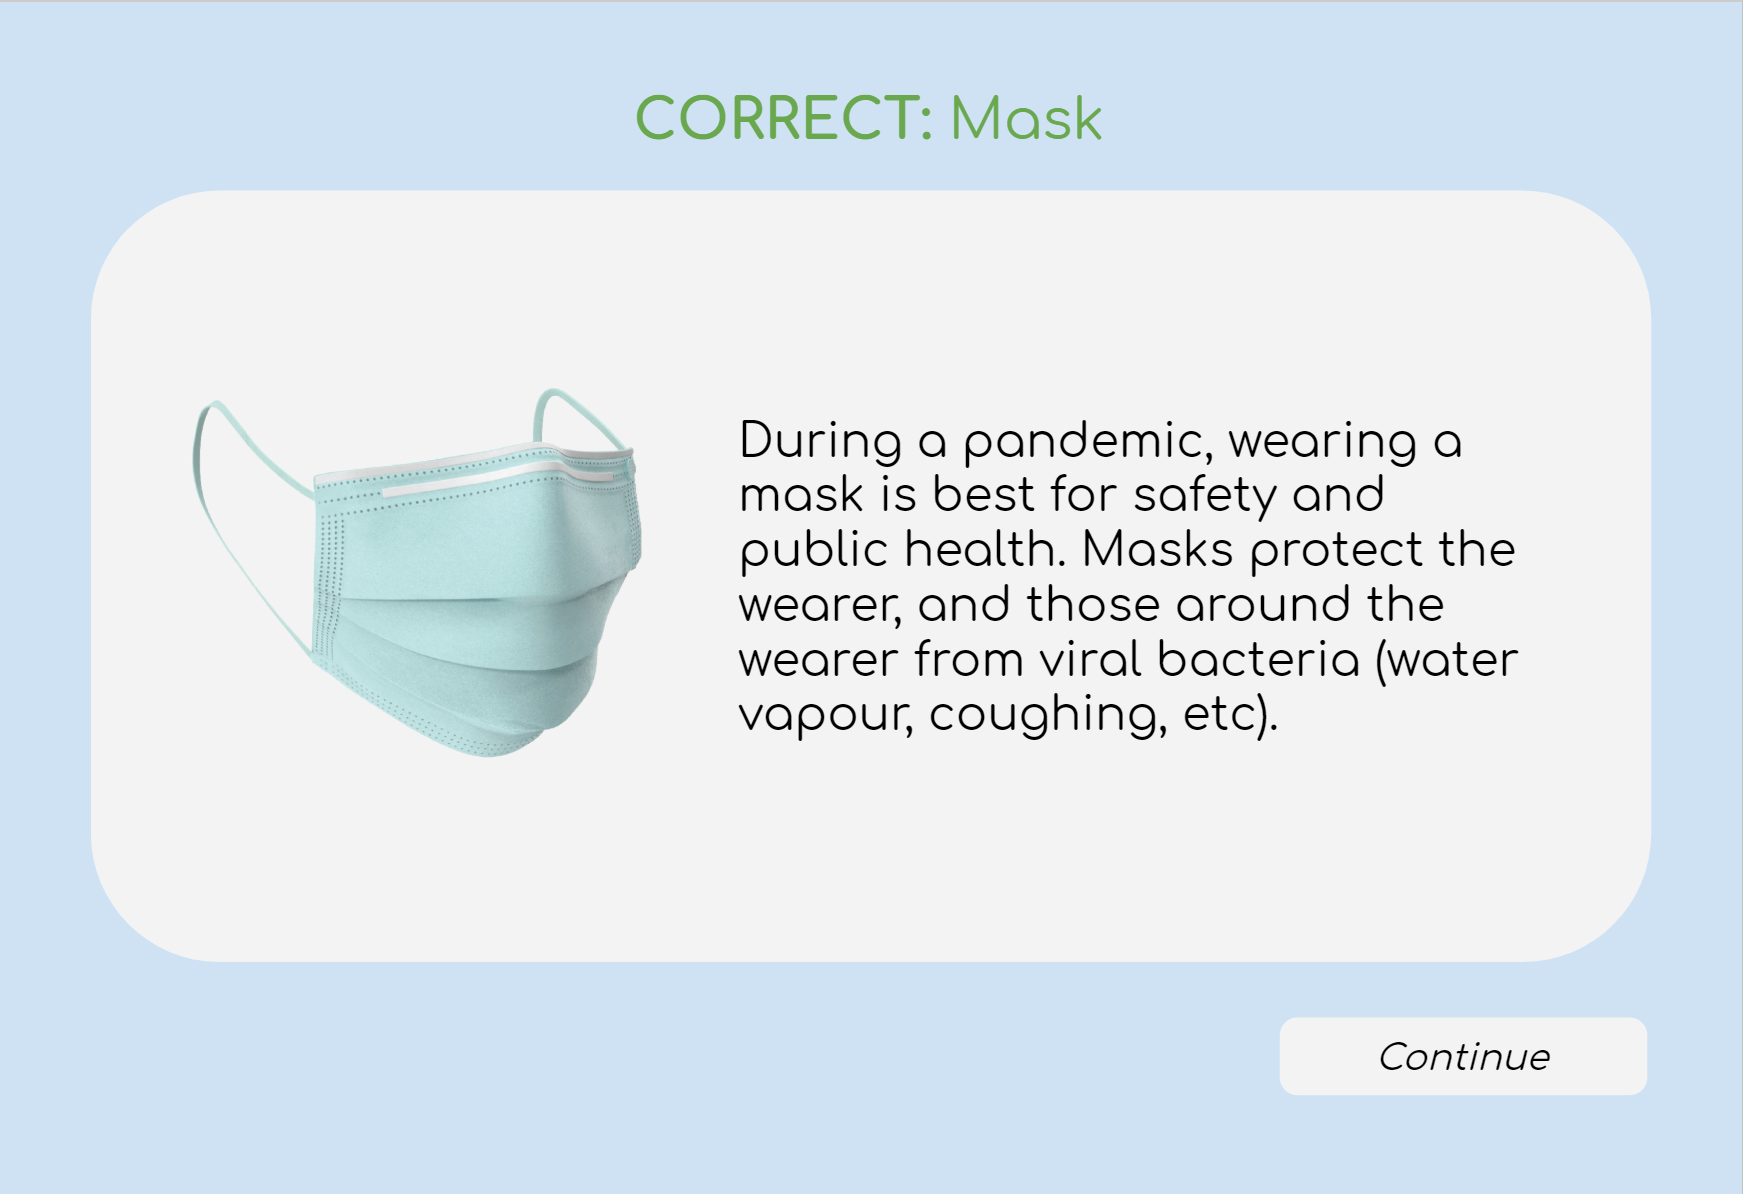 CORRECT: Mask
During a pandemic, wearing a
mask is best for safety and
public health. Masks protect the
wearer, and those around the
wearer from viral bacteria (water
vapour, coughing, etc).
Continue